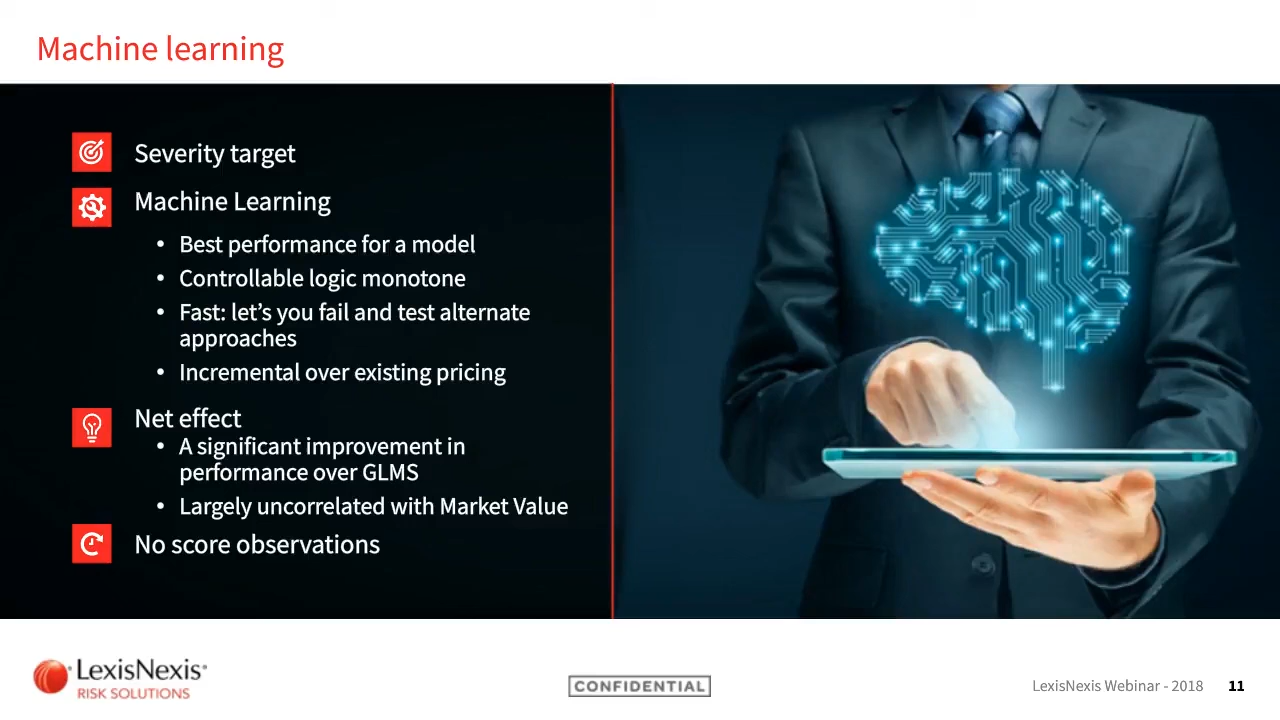 Machine learning
Severity target
Machine Learning
• Best performance for a model
• Controllable logic monotone
• Fast: let’s you fail and test alternate
approaches
• Incremental over existing pricing
Net effect
• A significant improvement in
performance over GLMS
• Largely uncorrelated with Market Value
No score observations
LexisNexis®
RISK SOLUTIONS
CONFIDENTIAL
LexisNexis Webinar - 2018 11